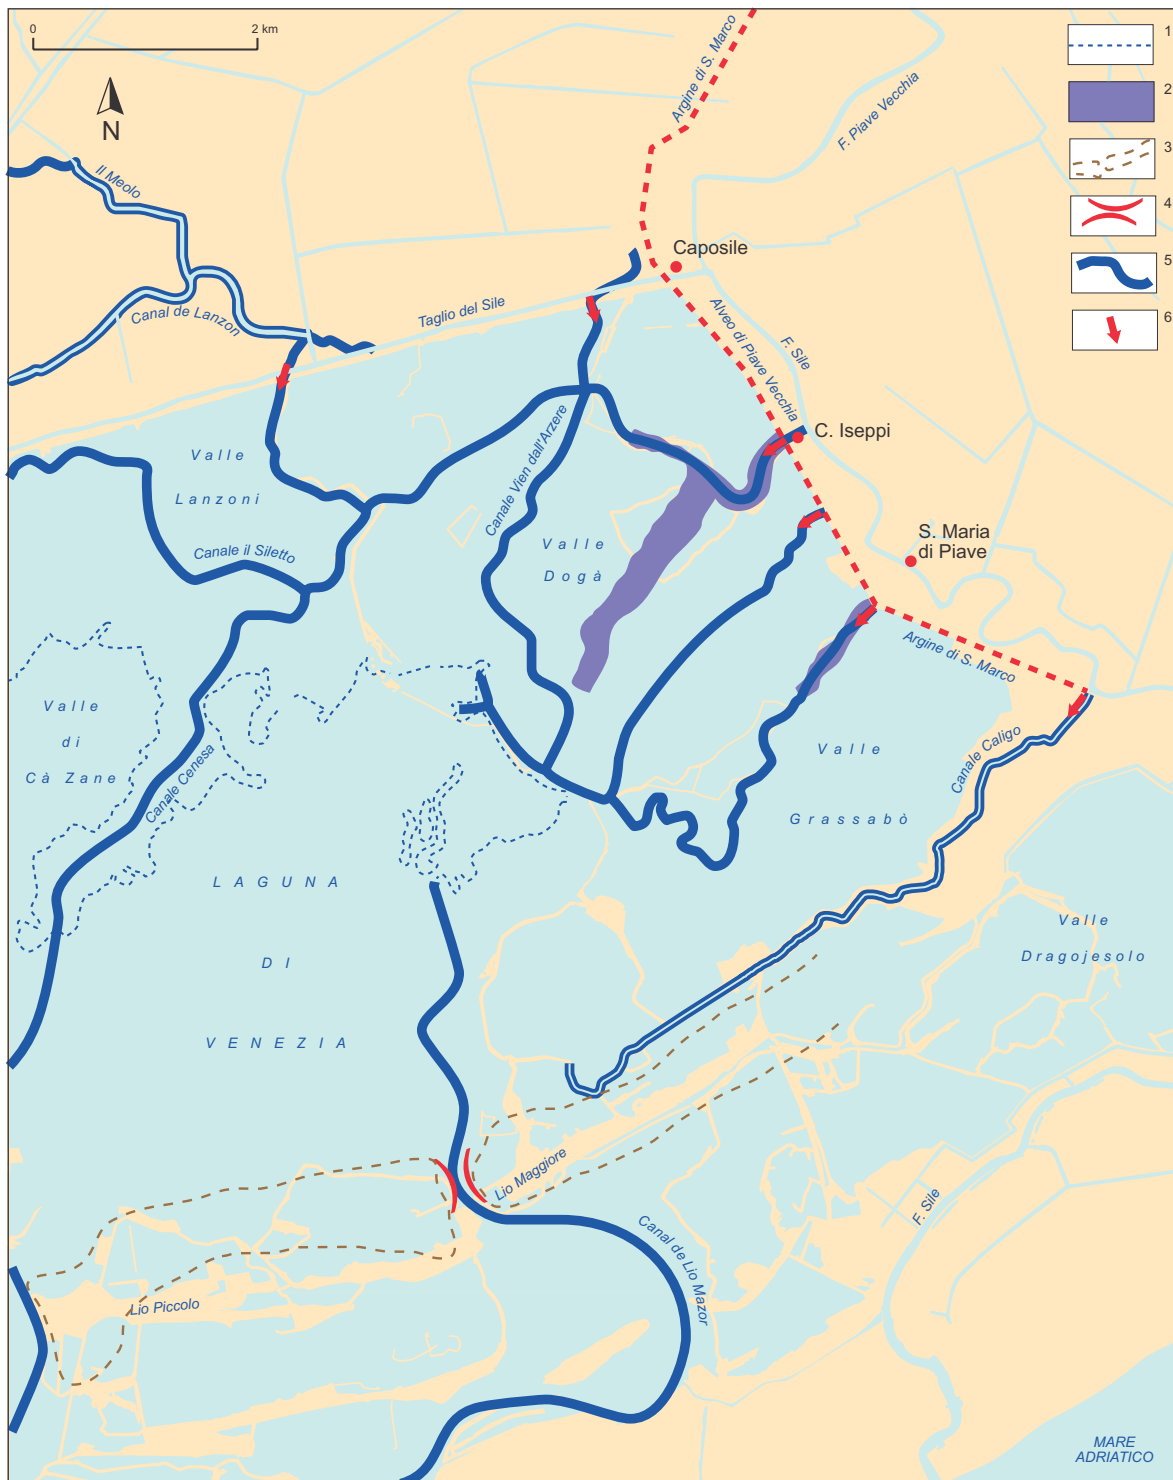 0
2 km
N
1
2
3
4
5
6
Argine di S. Marco
F. Piave Vecchia
Il Meolo
Caposile
Canal de Lanzon
Taglio del Sile
Alveo di Piave Vecchia
F. Sile
C. Iseppi
Valle
Lanzoni
Canale Vien dall'Arzere
Canale il Siletto
Valle
Dogà
S. Maria
di Piave
Argine di S. Marco
Valle
di
Cà Zane
Canale Cenesa
Valle
Grassabò
Canale Caligo
LAGUNA
DI
VENEZIA
Valle
Dragojesolo
Lio Maggiore
F. Sile
Canal de Lio Mazor
Lio Piccolo
MARE
ADRIATICO